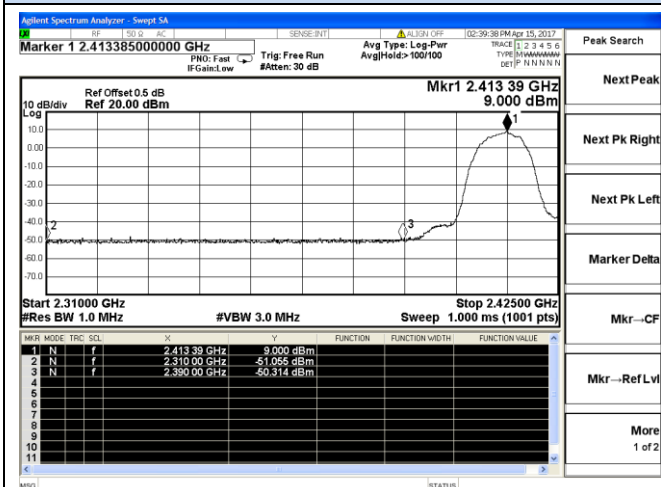 Agilent Spectrum Analyzer - Swept SA
RF 50 Ω AC SENSE:INT ALIGN OFF 02:39:38 PM Apr 15, 2017
Marker 1 2.413385000000 GHz
PNO: Fast
IFGain:Low
Trig: Free Run
#Atten: 30 dB
Avg Type: Log-Pwr
Avg|Hold:> 100/100
TRACE 1 2 3 4 5 6
TYPE MWWWWW
DET P N N N N N
Peak Search
Ref Offset 0.5 dB
10 dB/div Ref 20.00 dBm
Log
Mkr1 2.413 39 GHz
9.000 dBm
10.0
0.00
-10.0
-20.0
-30.0
-40.0
-50.0
-60.0
-70.0
1
2
3
Start 2.31000 GHz Stop 2.42500 GHz
#Res BW 1.0 MHz #VBW 3.0 MHz Sweep 1.000 ms (1001 pts)
MKR MODE TRC SCL X Y FUNCTION FUNCTION WIDTH FUNCTION VALUE
1 N f 2.413 39 GHz 9.000 dBm
2 N f 2.310 00 GHz -51.055 dBm
3 N f 2.390 00 GHz -50.314 dBm
4
5
6
7
8
9
10
11
MSG STATUS
Next Peak
Next Pk Right
Next Pk Left
Marker Delta
Mkr→CF
Mkr→Ref Lvl
More
1 of 2